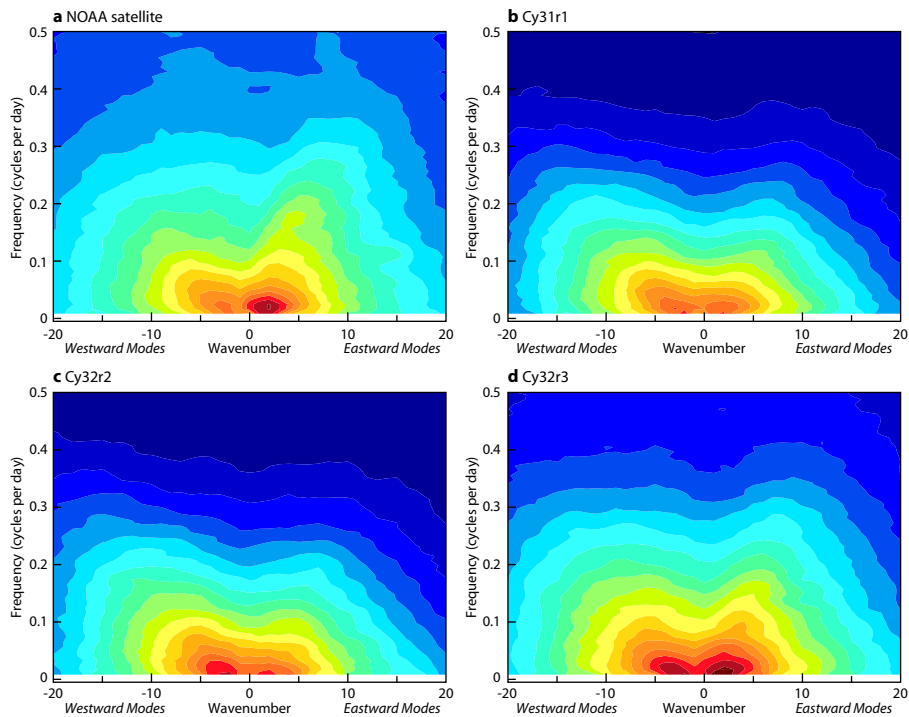 a NOAA satellite
0.5
0.4
0.3
0.2
0.1
0
Frequency (cycles per day)
-20 -10 0 10 20
Westward Modes Wavenumber Eastward Modes
b Cy31r1
0.5
0.4
0.3
0.2
0.1
0
Frequency (cycles per day)
-20 -10 0 10 20
Westward Modes Wavenumber Eastward Modes
c Cy32r2
0.5
0.4
0.3
0.2
0.1
0
Frequency (cycles per day)
-20 -10 0 10 20
Westward Modes Wavenumber Eastward Modes
d Cy32r3
0.5
0.4
0.3
0.2
0.1
0
Frequency (cycles per day)
-20 -10 0 10 20
Westward Modes Wavenumber Eastward Modes